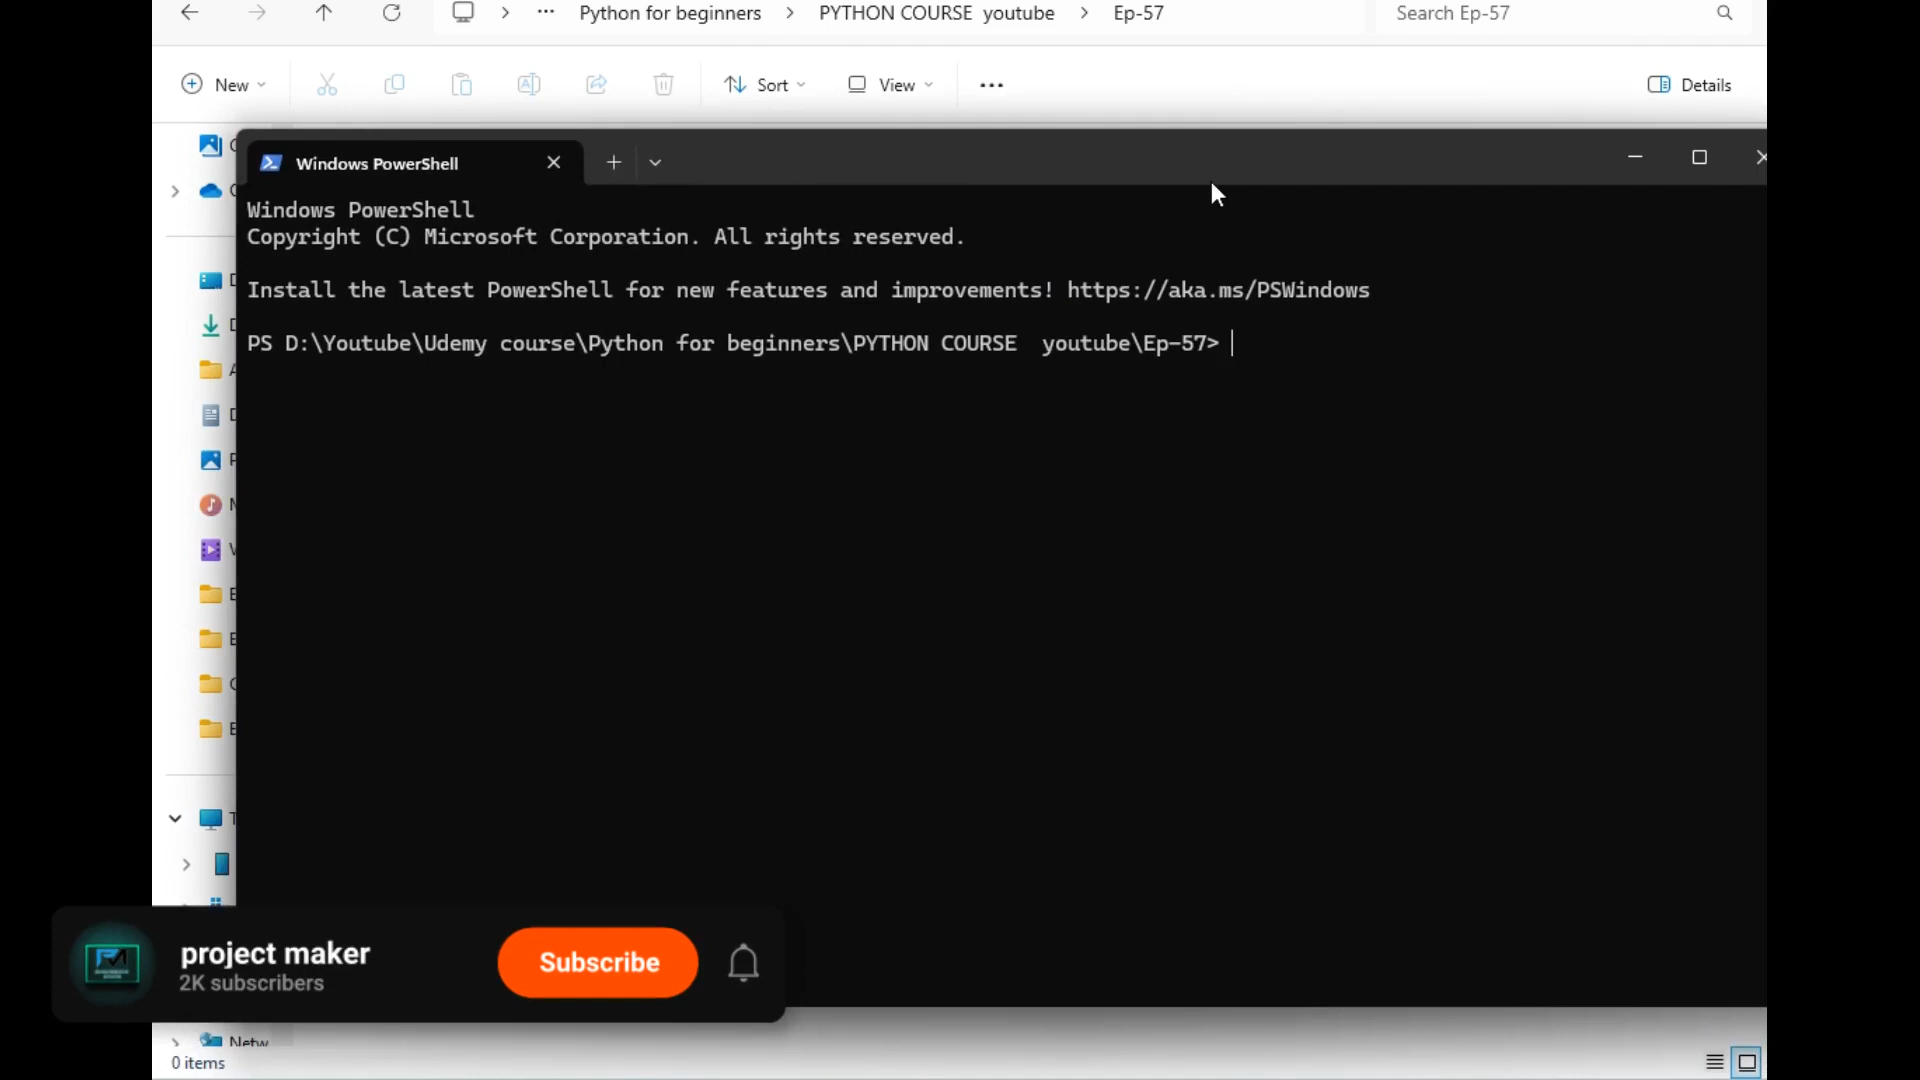 Python for beginners > PYTHON COURSE  youtube > Ep-57
Search Ep-57
New
Sort
View
Details
Windows PowerShell
Windows PowerShell
Copyright (C) Microsoft Corporation. All rights reserved.
Install the latest PowerShell for new features and improvements! https://aka.ms/PSWindows
PS D:\Youtube\Udemy course\Python for beginners\PYTHON COURSE  youtube\Ep-57>
project maker
2K subscribers
Subscribe
0 items